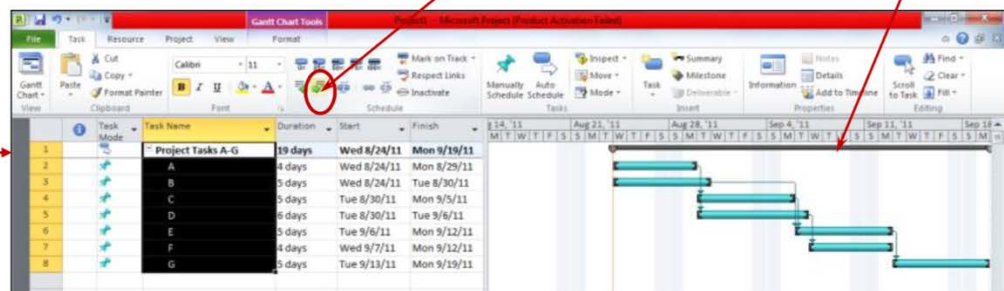 Gantt Chart Tools
Project1 - Microsoft Project (Product Activation Failed)
File Task Resource Project View Format
Cut
Copy
Format Painter
Calibri 11
B I U A
Mark on Track
Respect Links
Inactivate
Inspect
Move
Mode
Summary
Milestone
Deliverable
Notes
Details
Add to Timeline
Find
Clear
Fill
Gantt Chart Paste Manually Schedule Auto Schedule Task Information Scroll to Task
View Clipboard Font Schedule Tasks Insert Properties Editing
Task Mode Task Name Duration Start Finish
14, '11 Aug 21, '11 Aug 28, '11 Sep 4, '11 Sep 11, '11 Sep 18
M T W T F S S M T W T F S S M T W T F S S M T W T F S S M T W T F S S M
1 Project Tasks A-G 19 days Wed 8/24/11 Mon 9/19/11
2 A 4 days Wed 8/24/11 Mon 8/29/11
3 B 5 days Wed 8/24/11 Tue 8/30/11
4 C 5 days Tue 8/30/11 Mon 9/5/11
5 D 6 days Tue 8/30/11 Tue 9/6/11
6 E 5 days Tue 9/6/11 Mon 9/12/11
7 F 4 days Wed 9/7/11 Mon 9/12/11
8 G 5 days Tue 9/13/11 Mon 9/19/11